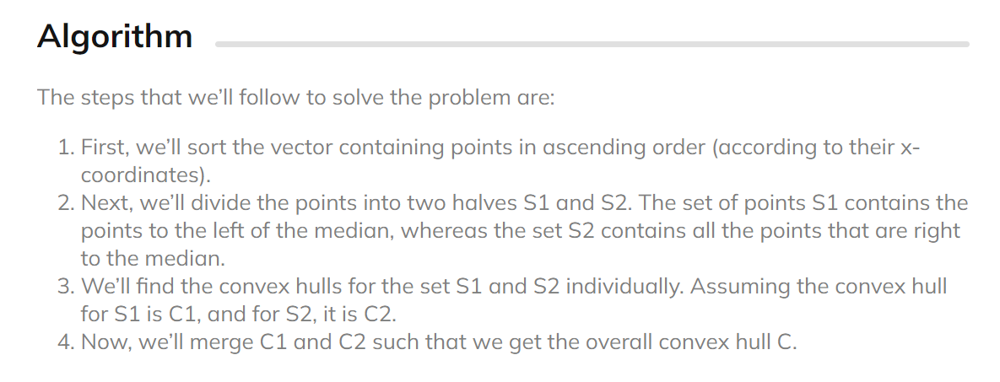 Algorithm
The steps that we’ll follow to solve the problem are:
1. First, we’ll sort the vector containing points in ascending order (according to their x-
coordinates).
2. Next, we’ll divide the points into two halves S1 and S2. The set of points S1 contains the
points to the left of the median, whereas the set S2 contains all the points that are right
to the median.
3. We’ll find the convex hulls for the set S1 and S2 individually. Assuming the convex hull
for S1 is C1, and for S2, it is C2.
4. Now, we’ll merge C1 and C2 such that we get the overall convex hull C.